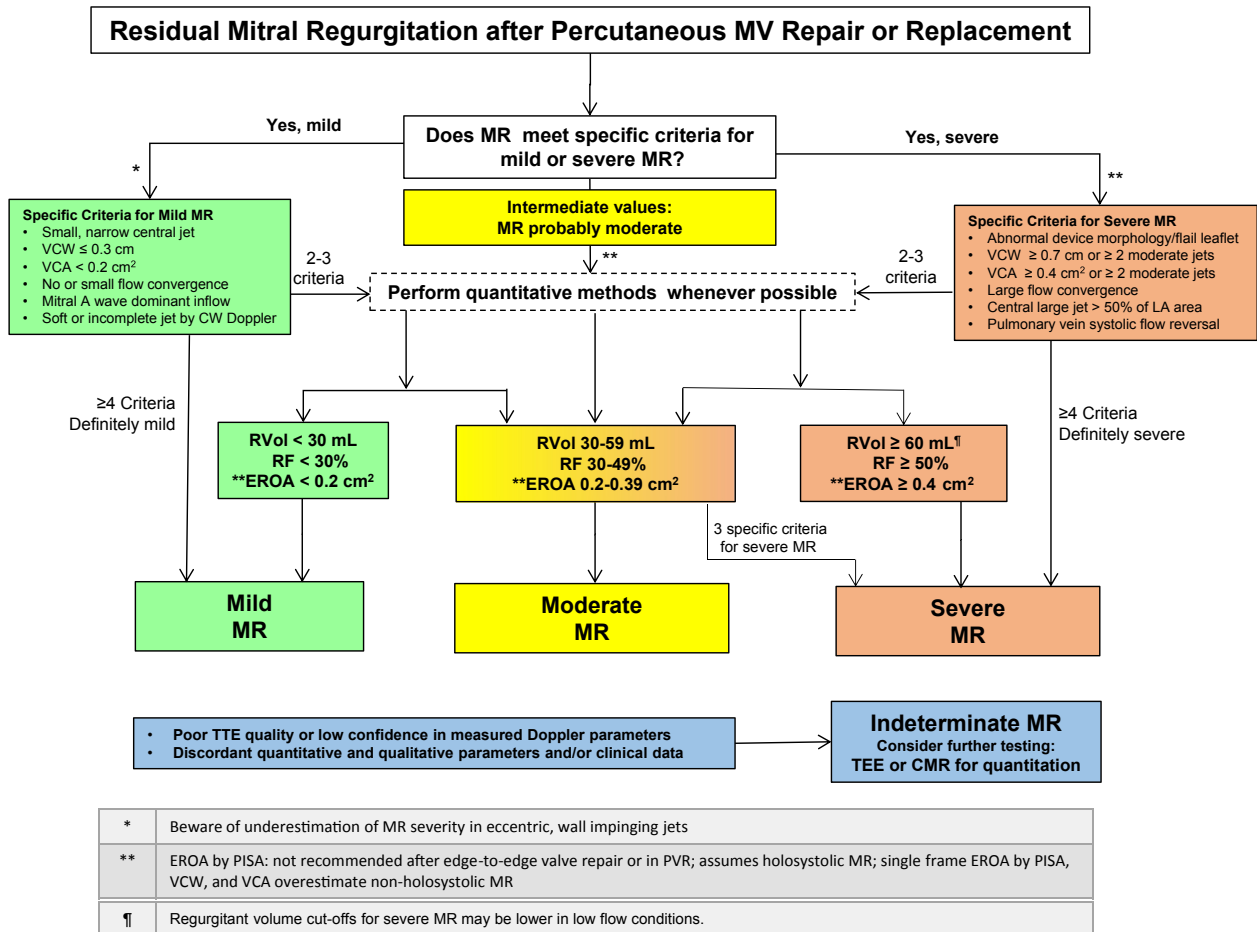 Residual Mitral Regurgitation after Percutaneous MV Repair or Replacement
Yes, mild
Does MR meet specific criteria for
mild or severe MR?
Yes, severe
*
**
Specific Criteria for Mild MR
• Small, narrow central jet
• VCW ≤ 0.3 cm
• VCA < 0.2 cm²
• No or small flow convergence
• Mitral A wave dominant inflow
• Soft or incomplete jet by CW Doppler
Intermediate values:
MR probably moderate
**
Specific Criteria for Severe MR
• Abnormal device morphology/flail leaflet
• VCW ≥ 0.7 cm or ≥ 2 moderate jets
• VCA ≥ 0.4 cm² or ≥ 2 moderate jets
• Large flow convergence
• Central large jet > 50% of LA area
• Pulmonary vein systolic flow reversal
2-3
criteria
Perform quantitative methods whenever possible
2-3
criteria
≥4 Criteria
Definitely mild
RVol < 30 mL
RF < 30%
**EROA < 0.2 cm²
RVol 30-59 mL
RF 30-49%
**EROA 0.2-0.39 cm²
RVol ≥ 60 mL¶
RF ≥ 50%
**EROA ≥ 0.4 cm²
≥4 Criteria
Definitely severe
3 specific criteria
for severe MR
Mild
MR
Moderate
MR
Severe
MR
• Poor TTE quality or low confidence in measured Doppler parameters
• Discordant quantitative and qualitative parameters and/or clinical data
Indeterminate MR
Consider further testing:
TEE or CMR for quantitation
* Beware of underestimation of MR severity in eccentric, wall impinging jets
** EROA by PISA: not recommended after edge-to-edge valve repair or in PVR; assumes holosystolic MR; single frame EROA by PISA,
VCW, and VCA overestimate non-holosystolic MR
¶ Regurgitant volume cut-offs for severe MR may be lower in low flow conditions.